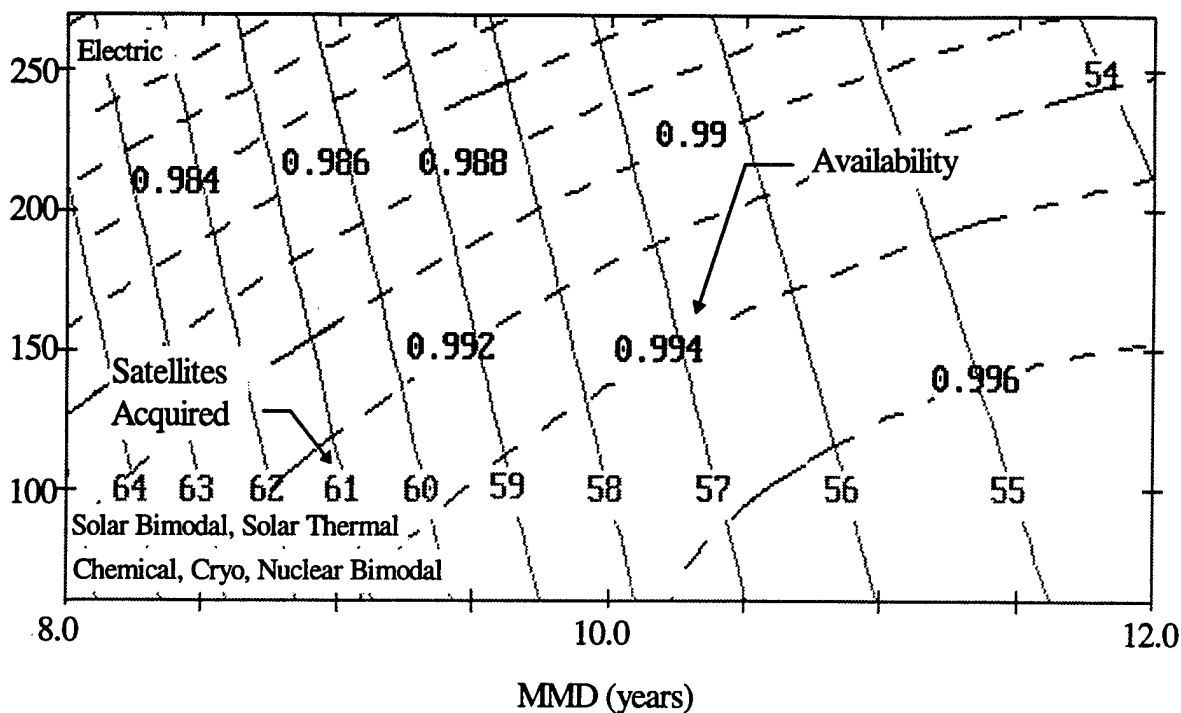 Electric
54
250
0.99
0.984
0.986
0.988
Availability
200
0.992
0.994
0.996
150
Satellites
Acquired
100
64 63 62 61 60 59 58 57 56 55
Solar Bimodal, Solar Thermal
Chemical, Cryo, Nuclear Bimodal
8.0 10.0 12.0
MMD (years)